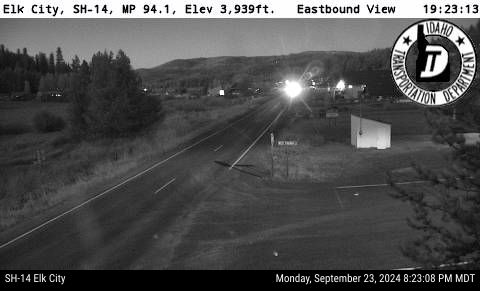 Elk City, SH-14, MP 94.1, Elev 3,939ft. Eastbound View 19:23:13
IDAHO
TRANSPORTATION DEPARTMENT
SH-14 Elk City Monday, September 23, 2024 8:23:08 PM MDT